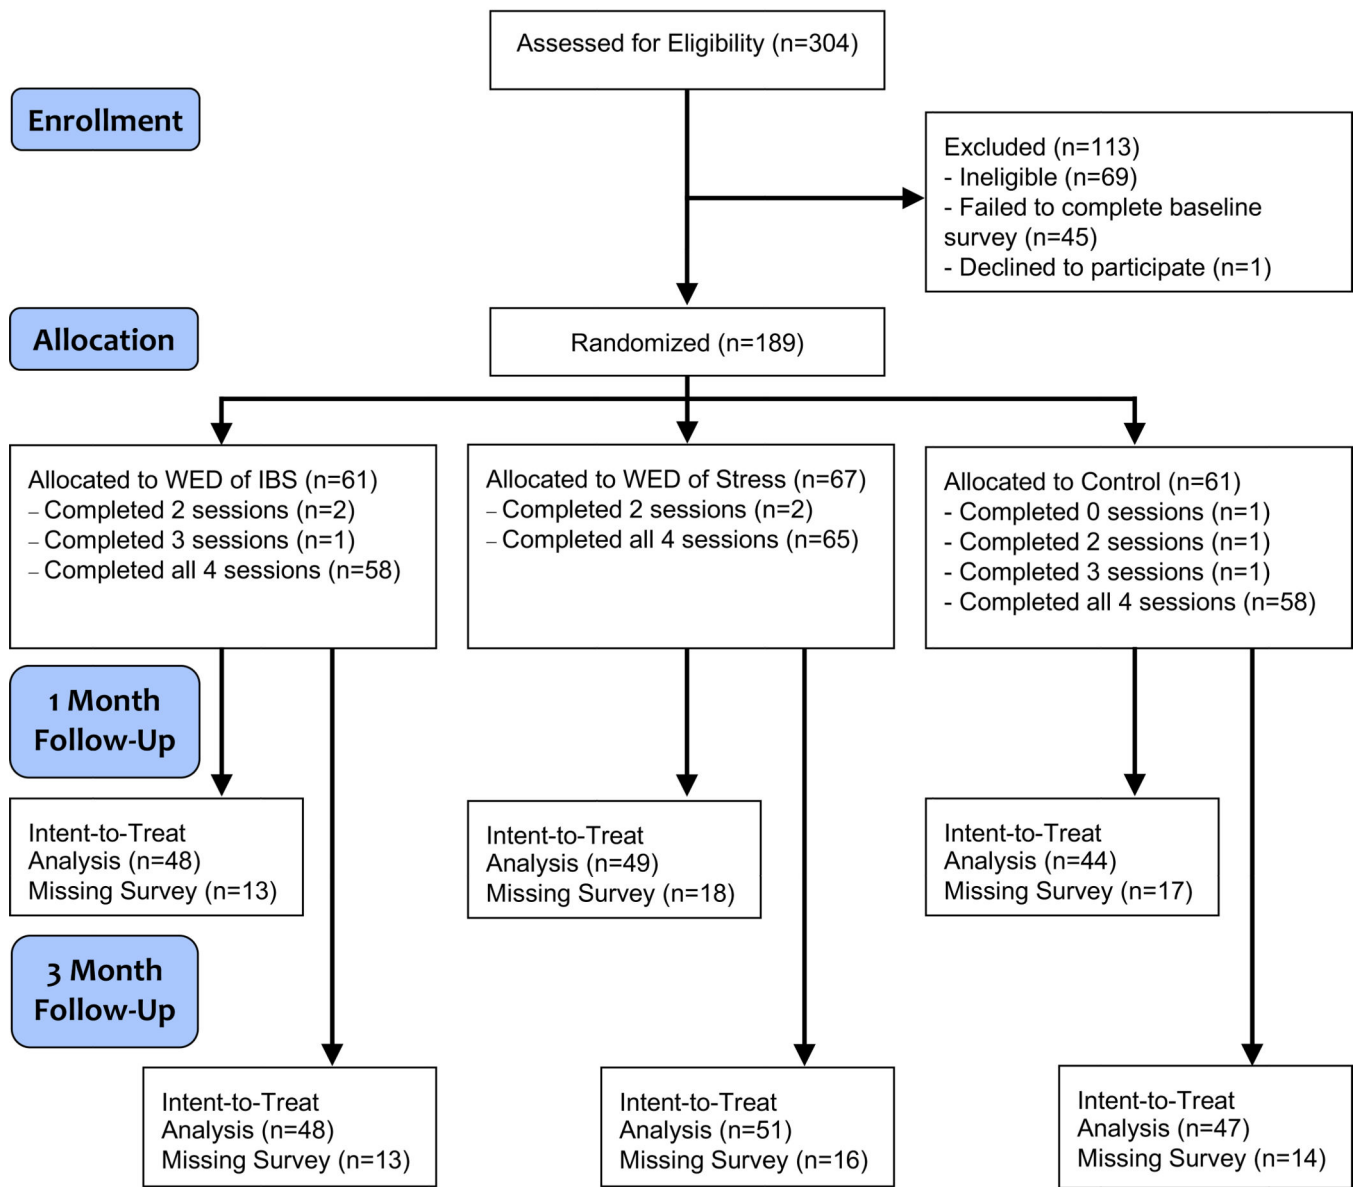 Assessed for Eligibility (n=304)
Enrollment
Excluded (n=113)
- Ineligible (n=69)
- Failed to complete baseline
survey (n=45)
- Declined to participate (n=1)
Allocation
Randomized (n=189)
Allocated to WED of IBS (n=61)
– Completed 2 sessions (n=2)
– Completed 3 sessions (n=1)
– Completed all 4 sessions (n=58)
Allocated to WED of Stress (n=67)
– Completed 2 sessions (n=2)
– Completed all 4 sessions (n=65)
Allocated to Control (n=61)
- Completed 0 sessions (n=1)
- Completed 2 sessions (n=1)
- Completed 3 sessions (n=1)
- Completed all 4 sessions (n=58)
1 Month
Follow-Up
Intent-to-Treat
Analysis (n=48)
Missing Survey (n=13)
Intent-to-Treat
Analysis (n=49)
Missing Survey (n=18)
Intent-to-Treat
Analysis (n=44)
Missing Survey (n=17)
3 Month
Follow-Up
Intent-to-Treat
Analysis (n=48)
Missing Survey (n=13)
Intent-to-Treat
Analysis (n=51)
Missing Survey (n=16)
Intent-to-Treat
Analysis (n=47)
Missing Survey (n=14)